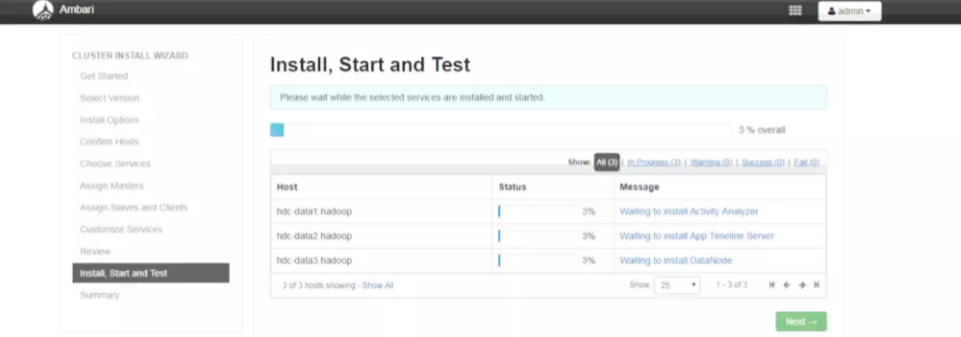 Ambari
admin
CLUSTER INSTALL WIZARD
Get Started
Select Version
Install Options
Confirm Hosts
Choose Services
Assign Masters
Assign Slaves and Clients
Customize Services
Review
Install, Start and Test
Summary
Install, Start and Test
Please wait while the selected services are installed and started.
3 % overall
Show: All (3) | In Progress (3) | Warning (0) | Success (0) | Fail (0)
Host Status Message
hdc-data1.hadoop 3% Waiting to install Activity Analyzer
hdc-data2.hadoop 3% Waiting to install App Timeline Server
hdc-data3.hadoop 3% Waiting to install DataNode
3 of 3 hosts showing - Show All Show: 25 1 - 3 of 3
Next →